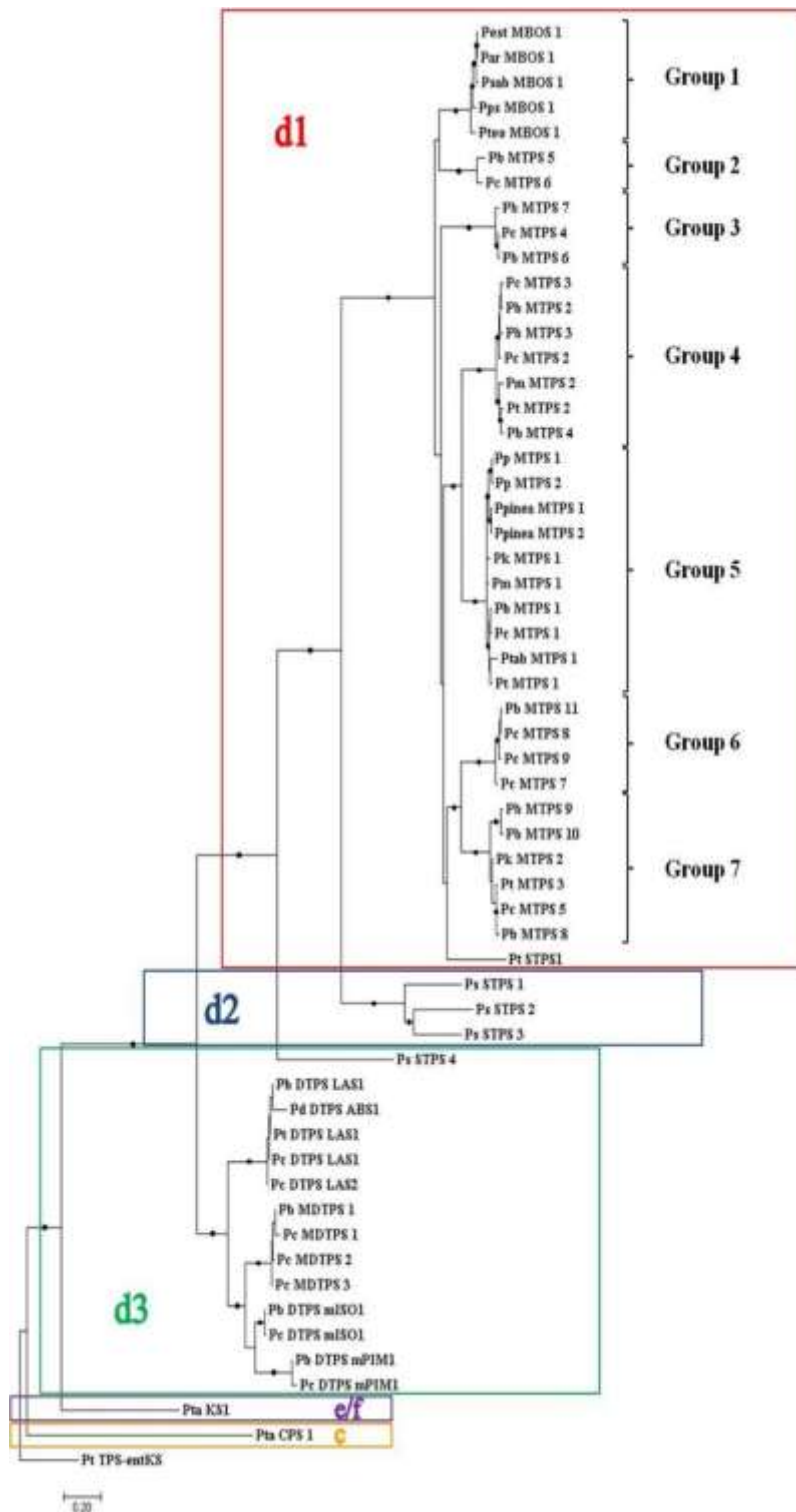 Pest MBOS 1
Par MBOS 1
Psab MBOS 1
Group 1
Pps MBOS 1
d1
Ptea MBOS 1
Pb MTPS 5
Group 2
Pc MTPS 6
Ph MTPS 7
Group 3
Pc MTPS 4
Pb MTPS 6
Pc MTPS 3
Ph MTPS 2
Ph MTPS 3
Group 4
Pc MTPS 2
Pm MTPS 2
Pt MTPS 2
Pb MTPS 4
Pp MTPS 1
Pp MTPS 2
Ppinea MTPS 1
Ppinea MTPS 2
Pk MTPS 1
Group 5
Pm MTPS 1
Pb MTPS 1
Pc MTPS 1
Ptab MTPS 1
Pt MTPS 1
Pb MTPS 11
Pc MTPS 8
Group 6
Pc MTPS 9
Pc MTPS 7
Ph MTPS 9
Ph MTPS 10
Pk MTPS 2
Group 7
Pt MTPS 3
Pc MTPS 5
Pb MTPS 8
Pt STPS1
Ps STPS 1
d2
Ps STPS 2
Ps STPS 3
Ps STPS 4
Pb DTPS LAS1
Pd DTPS ABS1
Pt DTPS LAS1
Pc DTPS LAS1
Pc DTPS LAS2
Pb MDTPS 1
Pc MDTPS 1
Pc MDTPS 2
Pc MDTPS 3
d3
Pb DTPS mISO1
Pc DTPS mISO1
Pb DTPS mPIM1
Pc DTPS mPIM1
Pta KS1
e/f
Pta CPS 1
c
Pt TPS-entKS
0.20